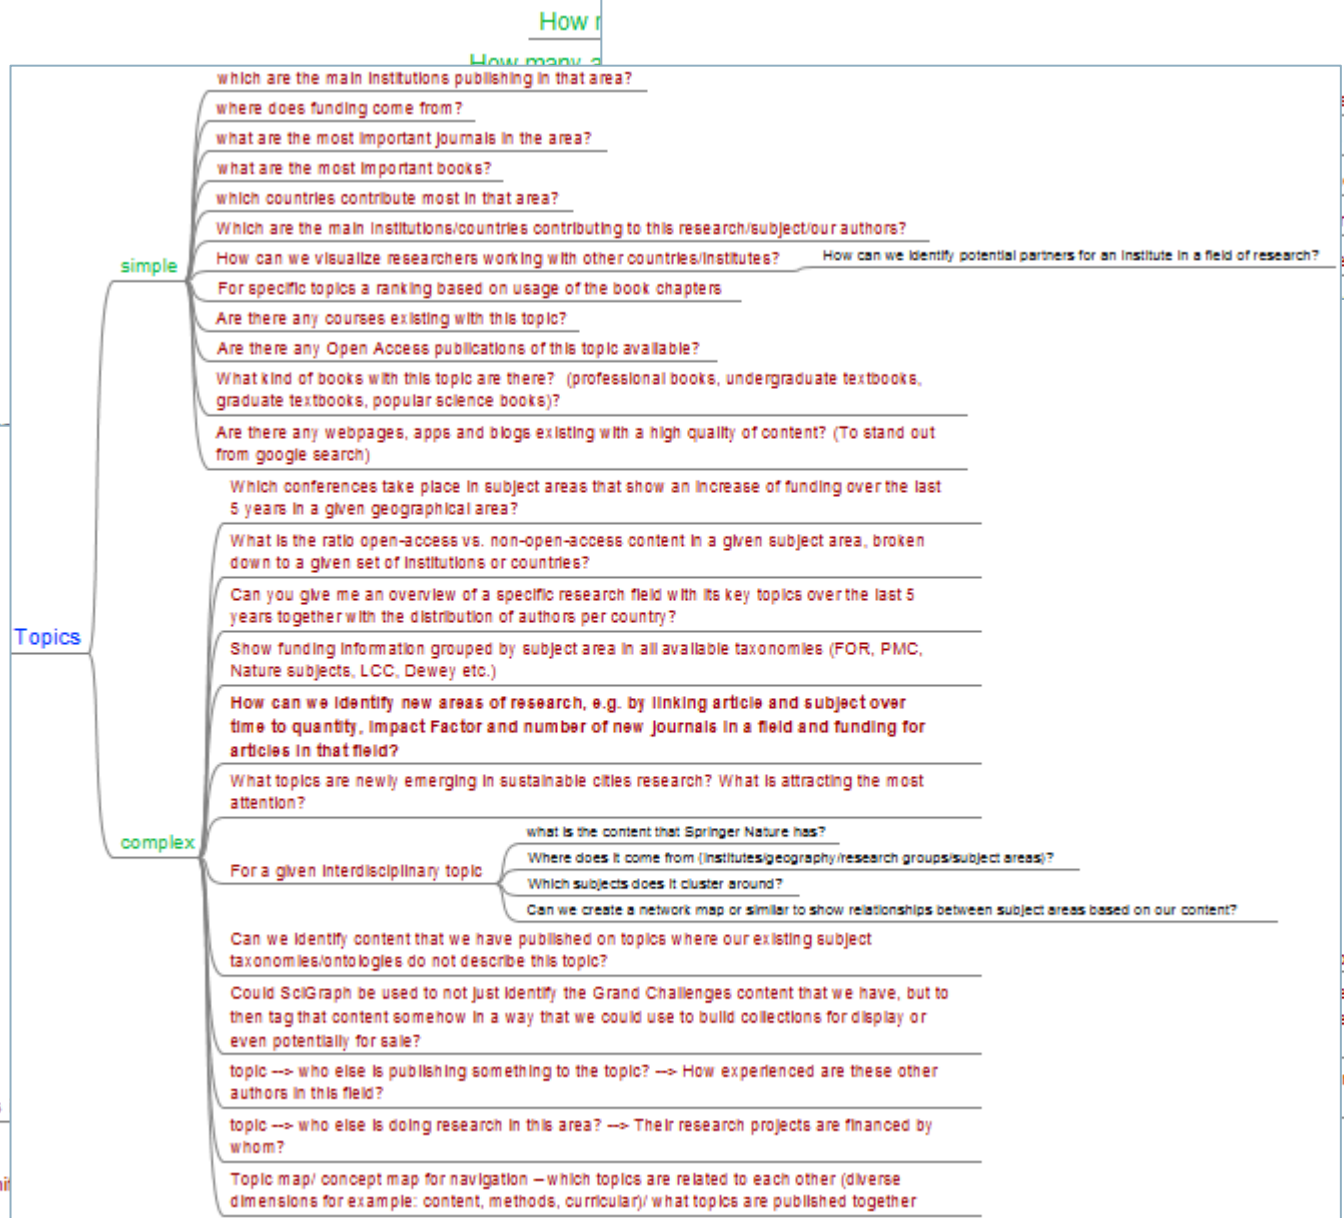 How
How many a
which are the main institutions publishing in that area?
where does funding come from?
what are the most important journals in the area?
what are the most important books?
which countries contribute most in that area?
Which are the main institutions/countries contributing to this research/subject/our authors?
simple
How can we visualize researchers working with other countries/institutes?
How can we identify potential partners for an institute in a field of research?
For specific topics a ranking based on usage of the book chapters
Are there any courses existing with this topic?
Are there any Open Access publications of this topic available?
What kind of books with this topic are there? (professional books, undergraduate textbooks,
graduate textbooks, popular science books)?
Are there any webpages, apps and blogs existing with a high quality of content? (To stand out
from google search)
Which conferences take place in subject areas that show an increase of funding over the last
5 years in a given geographical area?
What is the ratio open-access vs. non-open-access content in a given subject area, broken
down to a given set of institutions or countries?
Can you give me an overview of a specific research field with its key topics over the last 5
years together with the distribution of authors per country?
Topics
Show funding information grouped by subject area in all available taxonomies (FOR, PMC,
Nature subjects, LCC, Dewey etc.)
How can we identify new areas of research, e.g. by linking article and subject over
time to quantity, Impact Factor and number of new journals in a field and funding for
articles in that field?
What topics are newly emerging in sustainable cities research? What is attracting the most
attention?
complex
For a given interdisciplinary topic
what is the content that Springer Nature has?
Where does it come from (institutes/geography/research groups/subject areas)?
Which subjects does it cluster around?
Can we create a network map or similar to show relationships between subject areas based on our content?
Can we identify content that we have published on topics where our existing subject
taxonomies/ontologies do not describe this topic?
Could SciGraph be used to not just identify the Grand Challenges content that we have, but to
then tag that content somehow in a way that we could use to build collections for display or
even potentially for sale?
topic --> who else is publishing something to the topic? --> How experienced are these other
authors in this field?
topic --> who else is doing research in this area? --> Their research projects are financed by
whom?
Topic map/ concept map for navigation – which topics are related to each other (diverse
dimensions for example: content, methods, curricular)/ what topics are published together